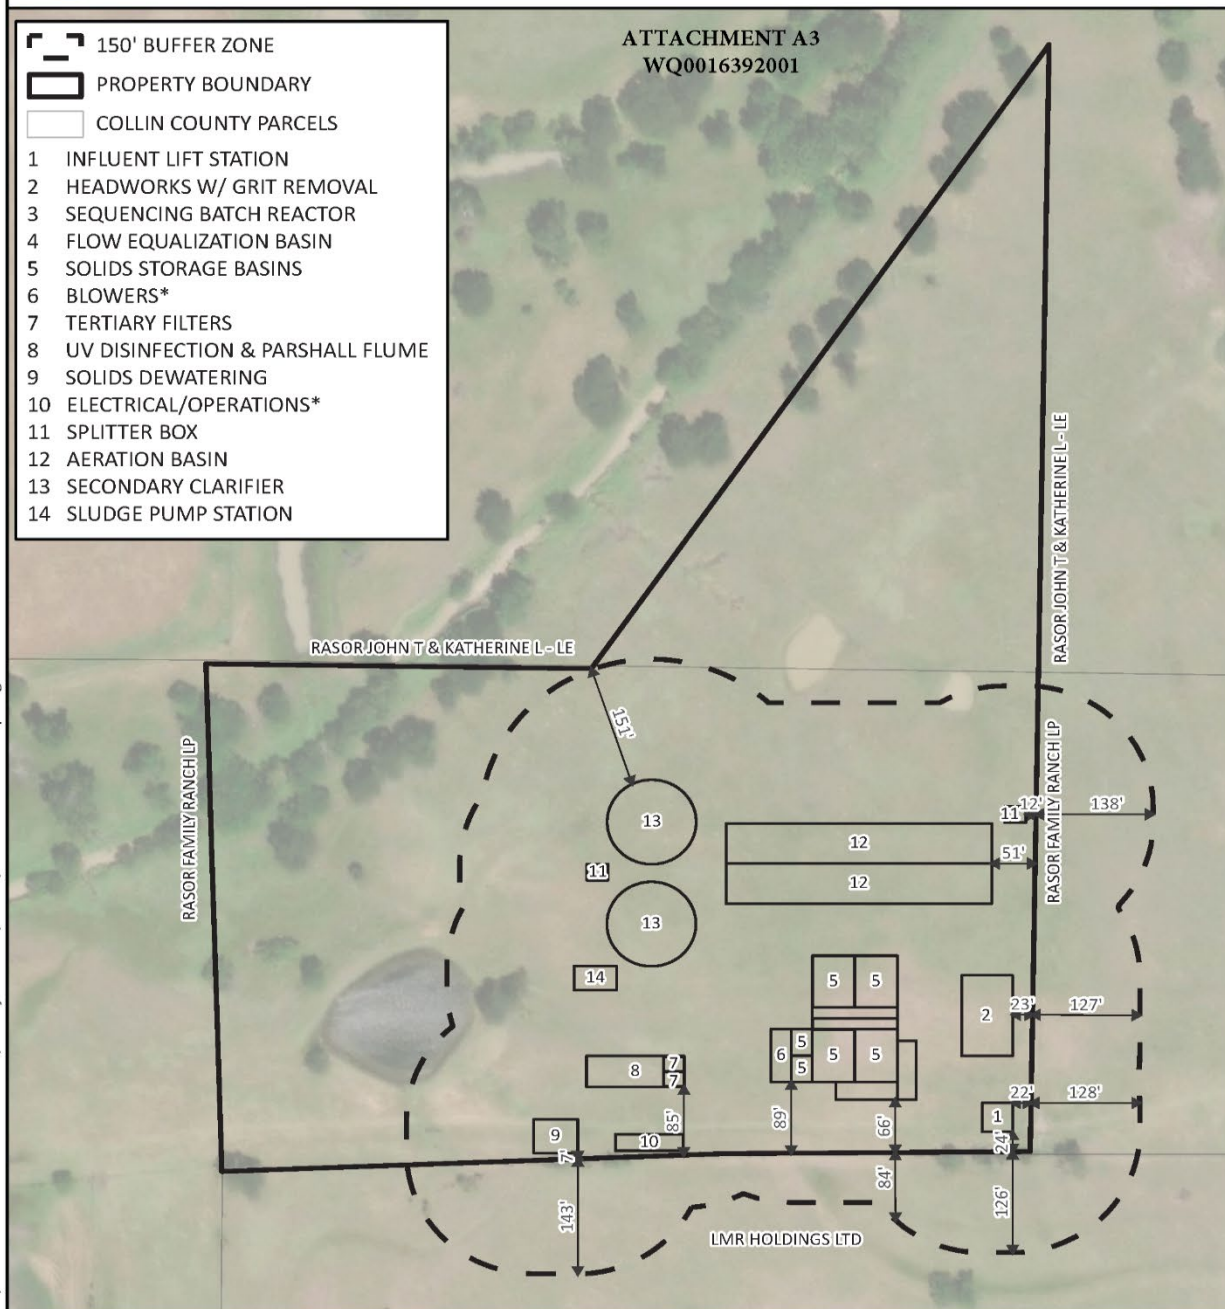 ATTACHMENT A3
WQ0016392001
150' BUFFER ZONE
PROPERTY BOUNDARY
COLLIN COUNTY PARCELS
1 INFLUENT LIFT STATION
2 HEADWORKS W/ GRIT REMOVAL
3 SEQUENCING BATCH REACTOR
4 FLOW EQUALIZATION BASIN
5 SOLIDS STORAGE BASINS
6 BLOWERS*
7 TERTIARY FILTERS
8 UV DISINFECTION & PARSHALL FLUME
9 SOLIDS DEWATERING
10 ELECTRICAL/OPERATIONS*
11 SPLITTER BOX
12 AERATION BASIN
13 SECONDARY CLARIFIER
14 SLUDGE PUMP STATION
RASOR JOHN T & KATHERINE L - LE
RASOR JOHN T & KATHERINE L - LE
RASOR FAMILY RANCH LP
RASOR FAMILY RANCH LP
151'
13
11
12'
138'
12
51'
12
11
13
14
5
5
2
23'
127'
6
5
5
5
5
8
7
7
85'
89'
66'
1
22'
128'
24'
9
10
7'
84'
126'
143'
LMR HOLDINGS LTD